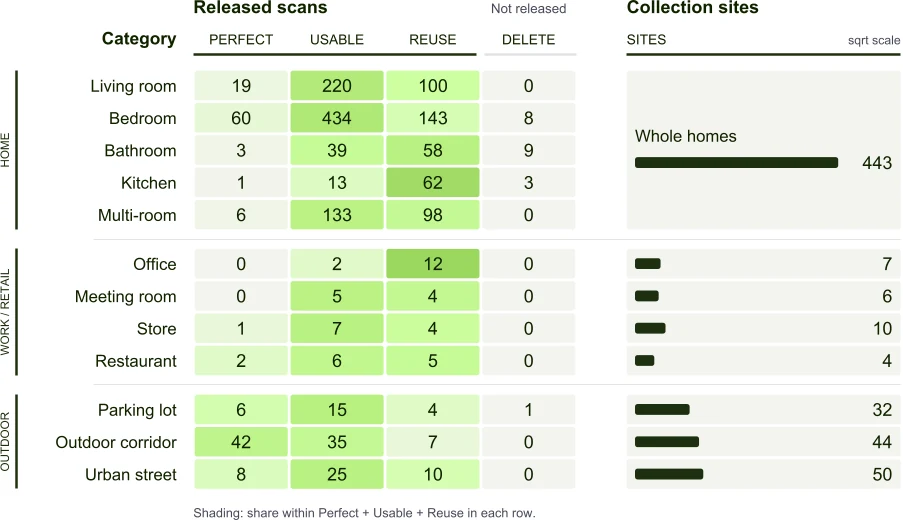 Released scans Not released Collection sites
Category PERFECT USABLE REUSE DELETE SITES sqrt scale
HOME
Living room 19 220 100 0
Bedroom 60 434 143 8
Bathroom 3 39 58 9
Kitchen 1 13 62 3
Multi-room 6 133 98 0
Whole homes
443
WORK / RETAIL
Office 0 2 12 0 7
Meeting room 0 5 4 0 6
Store 1 7 4 0 10
Restaurant 2 6 5 0 4
OUTDOOR
Parking lot 6 15 4 1 32
Outdoor corridor 42 35 7 0 44
Urban street 8 25 10 0 50
Shading: share within Perfect + Usable + Reuse in each row.